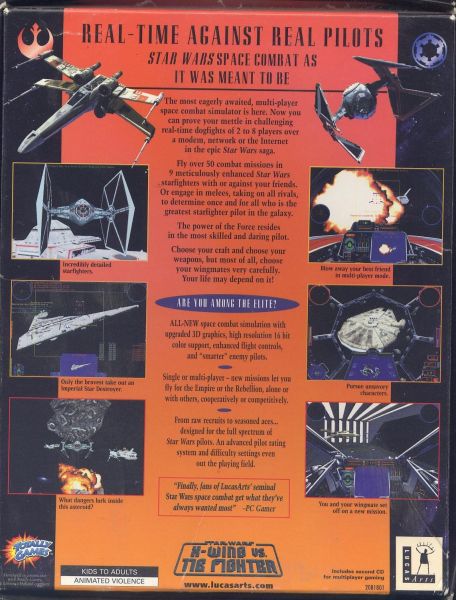 REAL-TIME AGAINST REAL PILOTS
STAR WARS SPACE COMBAT AS
IT WAS MEANT TO BE
The most eagerly awaited, multi-player
space combat simulator is here. Now you
can prove your mettle in challenging
real-time dogfights of 2 to 8 players over
a modem, network or the Internet
in the epic Star Wars saga.
Fly over 50 combat missions in
9 meticulously enhanced Star Wars
starfighters with or against your friends.
Or engage in melees, taking on all rivals,
to determine once and for all who is the
greatest starfighter pilot in the galaxy.
The power of the Force resides
in the most skilled and daring pilot.
Choose your craft and choose your
weapons, but most of all, choose
your wingmates very carefully.
Your life may depend on it!
ARE YOU AMONG THE ELITE?
ALL-NEW space combat simulation with
upgraded 3D graphics, high resolution 16 bit
color support, enhanced flight controls,
and "smarter" enemy pilots.
Single or multi-player – new missions let you
fly for the Empire or the Rebellion, alone or
with others, cooperatively or competitively.
From raw recruits to seasoned aces...
designed for the full spectrum of
Star Wars pilots. An advanced pilot rating
system and difficulty settings even
out the playing field.
"Finally, fans of LucasArts' seminal
Star Wars space combat get what they've
always wanted most" –PC Gamer
Incredibly detailed
starfighters.
Only the bravest take out an
Imperial Star Destroyer.
What dangers lurk inside
this asteroid?
Blow away your best friend
in multi-player mode.
Pursue unsavory
characters.
You and your wingmate set
off on a new mission.
TOTALLY
GAMES
KIDS TO ADULTS
ANIMATED VIOLENCE
STAR WARS
X-WING VS.
TIE FIGHTER
www.lucasarts.com
Includes second CD
for multiplayer gaming
2081801
LUCAS
Arts